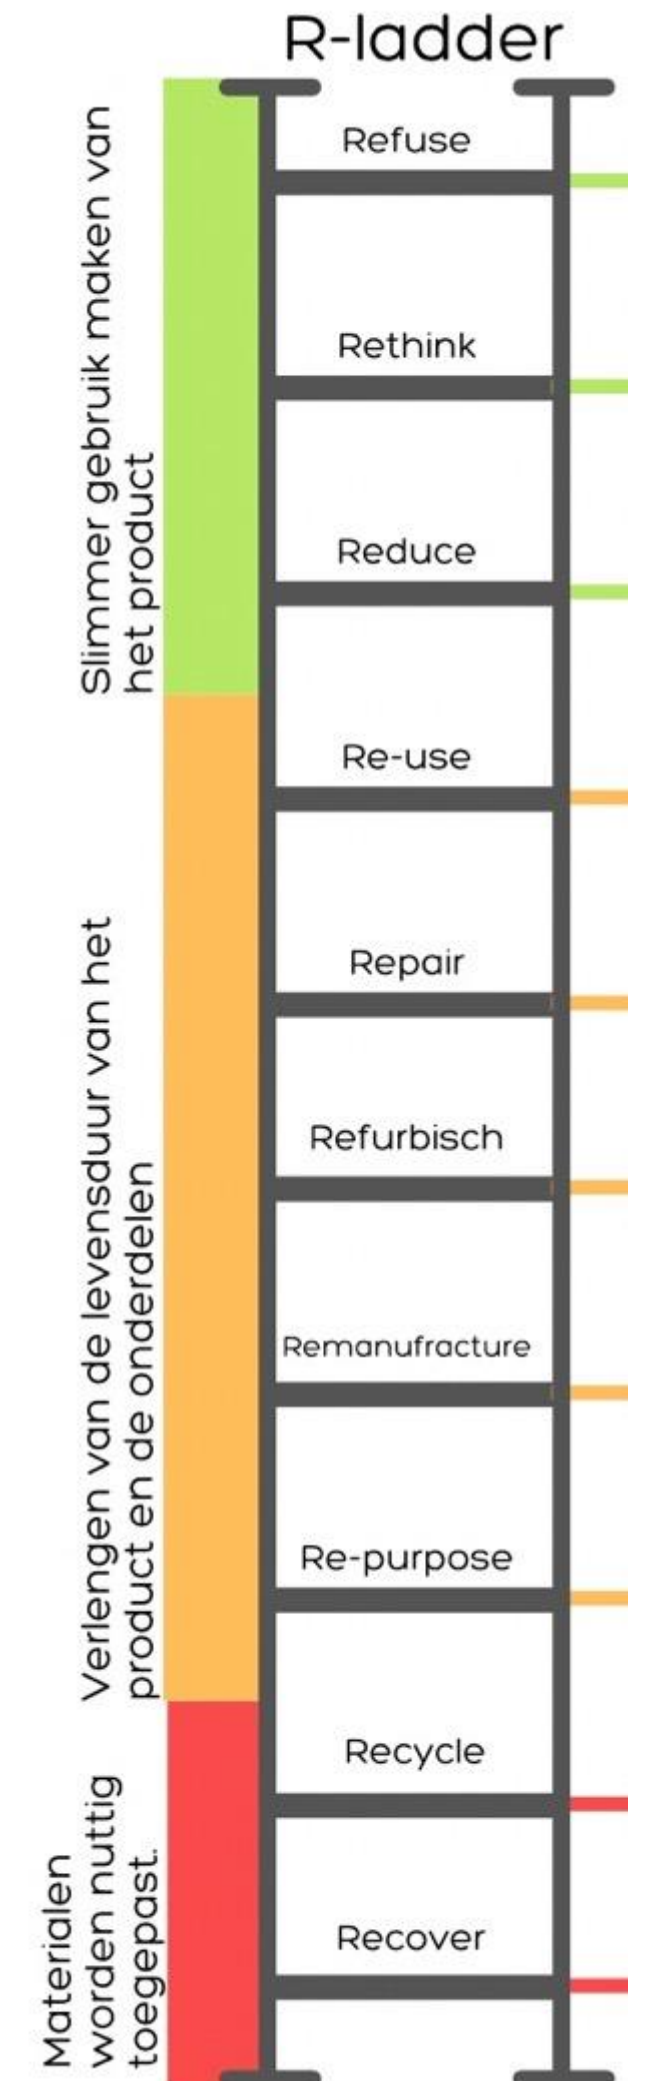 R-ladder
Slimmer gebruik maken van
het product
Refuse
Rethink
Reduce
Verlengen van de levensduur van het
product en de onderdelen
Re-use
Repair
Refurbisch
Remanufracture
Re-purpose
Materialen
worden nuttig
toegepast.
Recycle
Recover